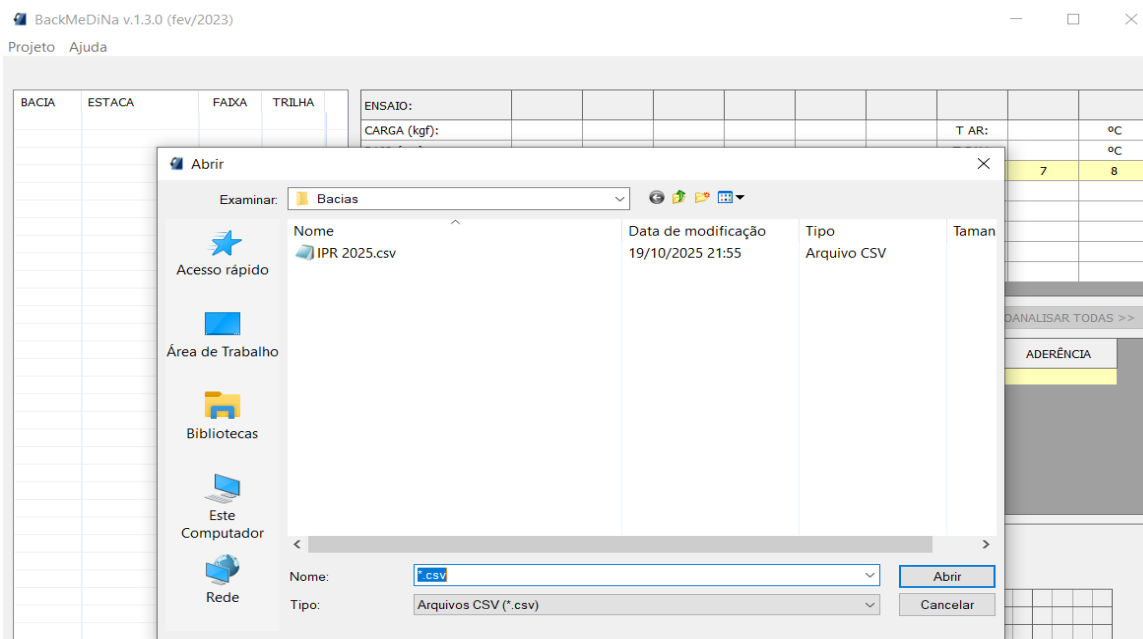 BackMeDiNa v.1.3.0 (fev/2023)
Projeto Ajuda
BACIA ESTACA FAIXA TRILHA
ENSAIO:
CARGA (kgf): T AR: ºC
ºC
7 8
Abrir
Examinar: Bacias
Nome Data de modificação Tipo Taman
IPR 2025.csv 19/10/2025 21:55 Arquivo CSV
Acesso rápido
Área de Trabalho
Bibliotecas
Este
Computador
Rede
OANALISAR TODAS >>
ADERÊNCIA
Nome: *.csv Abrir
Tipo: Arquivos CSV (*.csv) Cancelar